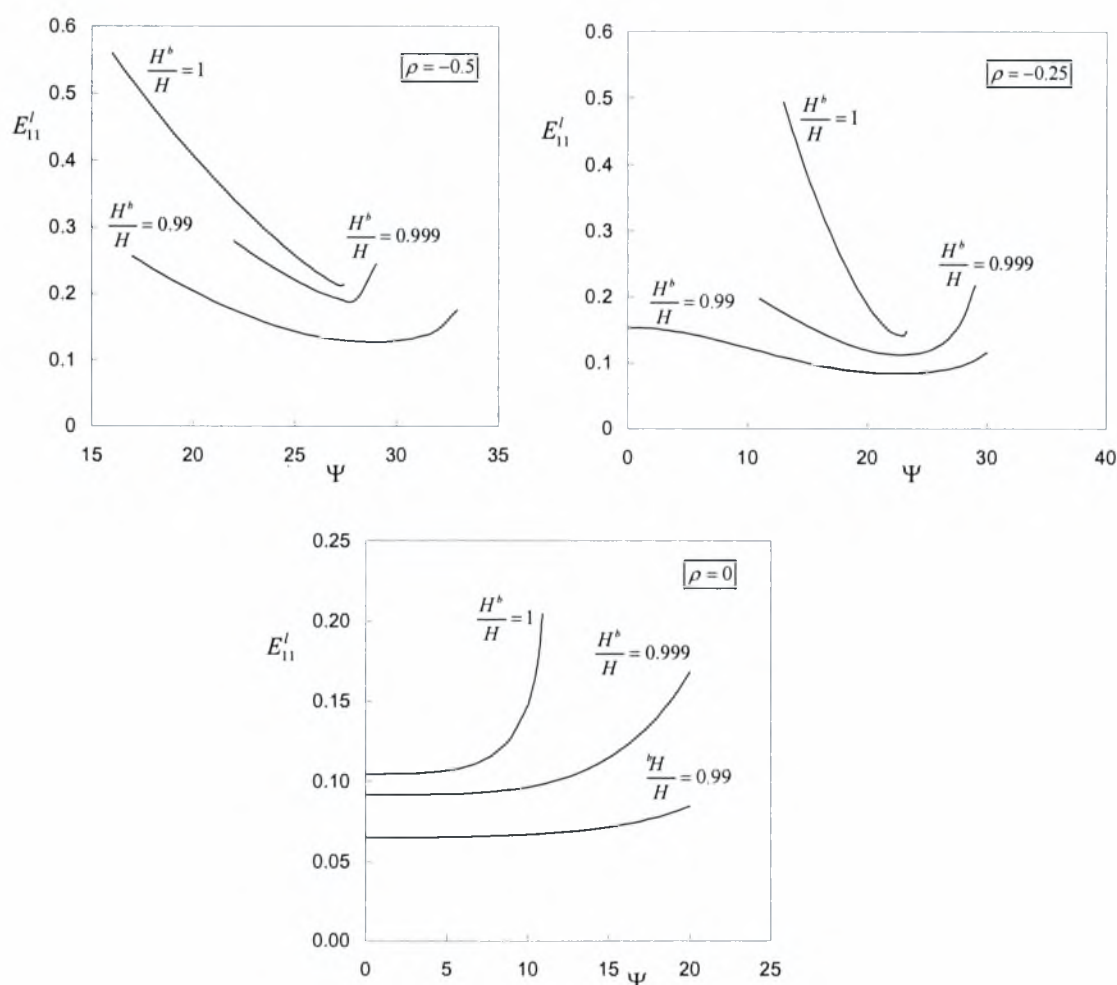 0.6
0.5
0.4
0.3
0.2
0.1
0
E^l_11
H^b/H = 1
ρ = −0.5
H^b/H = 0.99
H^b/H = 0.999
15 20 25 30 35
Ψ
0.6
0.5
0.4
0.3
0.2
0.1
0
E^l_11
H^b/H = 1
ρ = −0.25
H^b/H = 0.99
H^b/H = 0.999
0 10 20 30 40
Ψ
0.25
0.20
0.15
0.10
0.05
0.00
E^l_11
H^b/H = 1
ρ = 0
H^b/H = 0.999
^bH/H = 0.99
0 5 10 15 20 25
Ψ